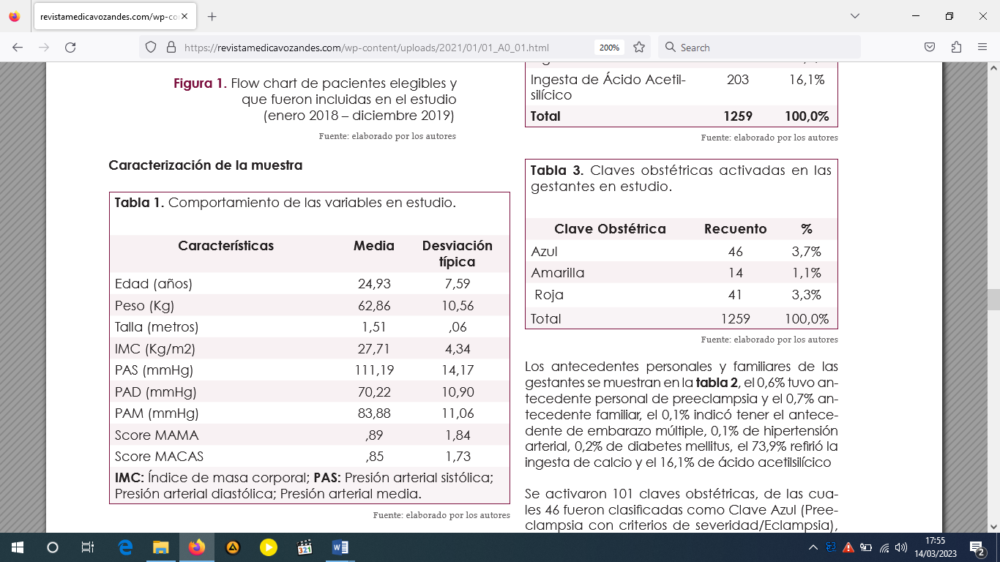 revistamedicavozandes.com/wp-co
https://revistamedicavozandes.com/wp-content/uploads/2021/01/01_A0_01.html
200%
Search
Figura 1. Flow chart de pacientes elegibles y
que fueron incluidas en el estudio
(enero 2018 – diciembre 2019)
Fuente: elaborado por los autores
Caracterización de la muestra
Tabla 1. Comportamiento de las variables en estudio.
Características Media Desviación
típica
Edad (años) 24,93 7,59
Peso (Kg) 62,86 10,56
Talla (metros) 1,51 ,06
IMC (Kg/m2) 27,71 4,34
PAS (mmHg) 111,19 14,17
PAD (mmHg) 70,22 10,90
PAM (mmHg) 83,88 11,06
Score MAMA ,89 1,84
Score MACAS ,85 1,73
IMC: Índice de masa corporal; PAS: Presión arterial sistólica;
Presión arterial diastólica; Presión arterial media.
Fuente: elaborado por los autores
Ingesta de Ácido Acetil- 203 16,1%
silícico
Total 1259 100,0%
Fuente: elaborado por los autores
Tabla 3. Claves obstétricas activadas en las
gestantes en estudio.
Clave Obstétrica Recuento %
Azul 46 3,7%
Amarilla 14 1,1%
Roja 41 3,3%
Total 1259 100,0%
Fuente: elaborado por los autores
Los antecedentes personales y familiares de las
gestantes se muestran en la tabla 2, el 0,6% tuvo an-
tecedente personal de preeclampsia y el 0,7% an-
tecedente familiar, el 0,1% indicó tener el antece-
dente de embarazo múltiple, 0,1% de hipertensión
arterial, 0,2% de diabetes mellitus, el 73,9% refirió la
ingesta de calcio y el 16,1% de ácido acetilsilícico
Se activaron 101 claves obstétricas, de las cua-
les 46 fueron clasificadas como Clave Azul (Pree-
clampsia con criterios de severidad/Eclampsia),
321
17:55
14/03/2023
2